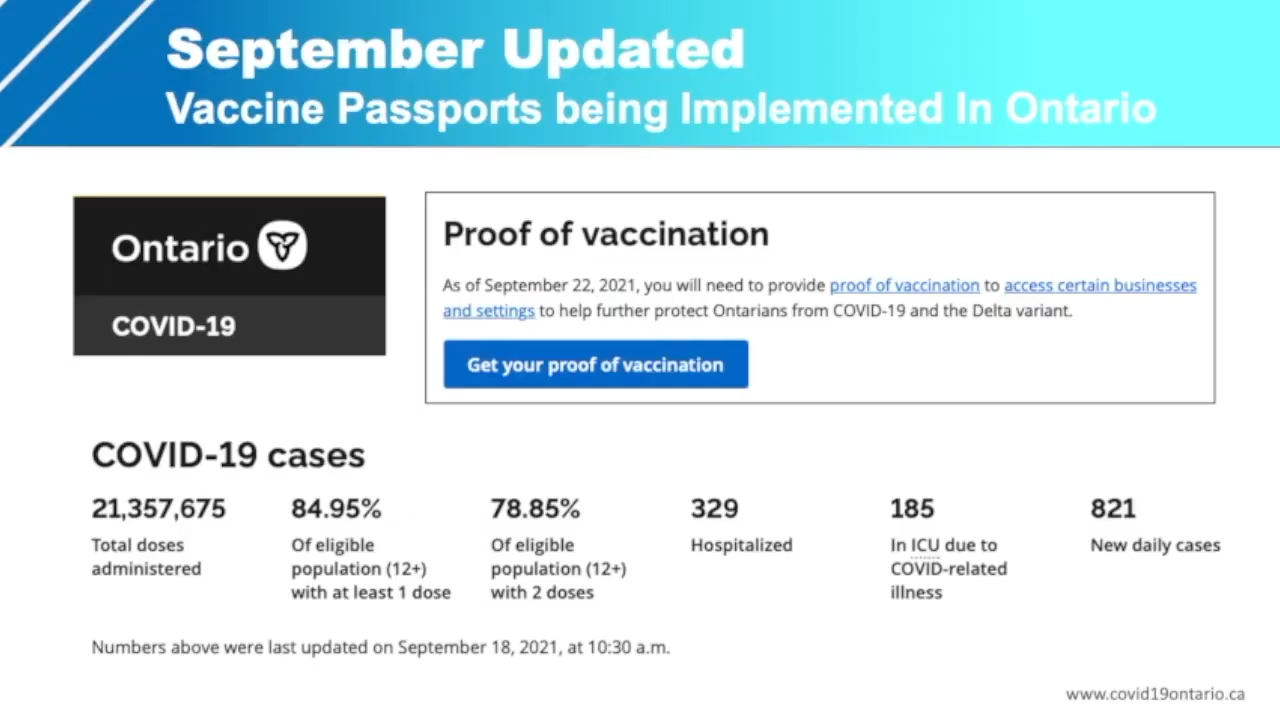 September Updated
Vaccine Passports being Implemented In Ontario
Ontario
COVID-19
Proof of vaccination
As of September 22, 2021, you will need to provide proof of vaccination to access certain businesses
and settings to help further protect Ontarians from COVID-19 and the Delta variant.
Get your proof of vaccination
COVID-19 cases
21,357,675
Total doses
administered
84.95%
Of eligible
population (12+)
with at least 1 dose
78.85%
Of eligible
population (12+)
with 2 doses
329
Hospitalized
185
In ICU due to
COVID-related
illness
821
New daily cases
Numbers above were last updated on September 18, 2021, at 10:30 a.m.
www.covid19ontario.ca